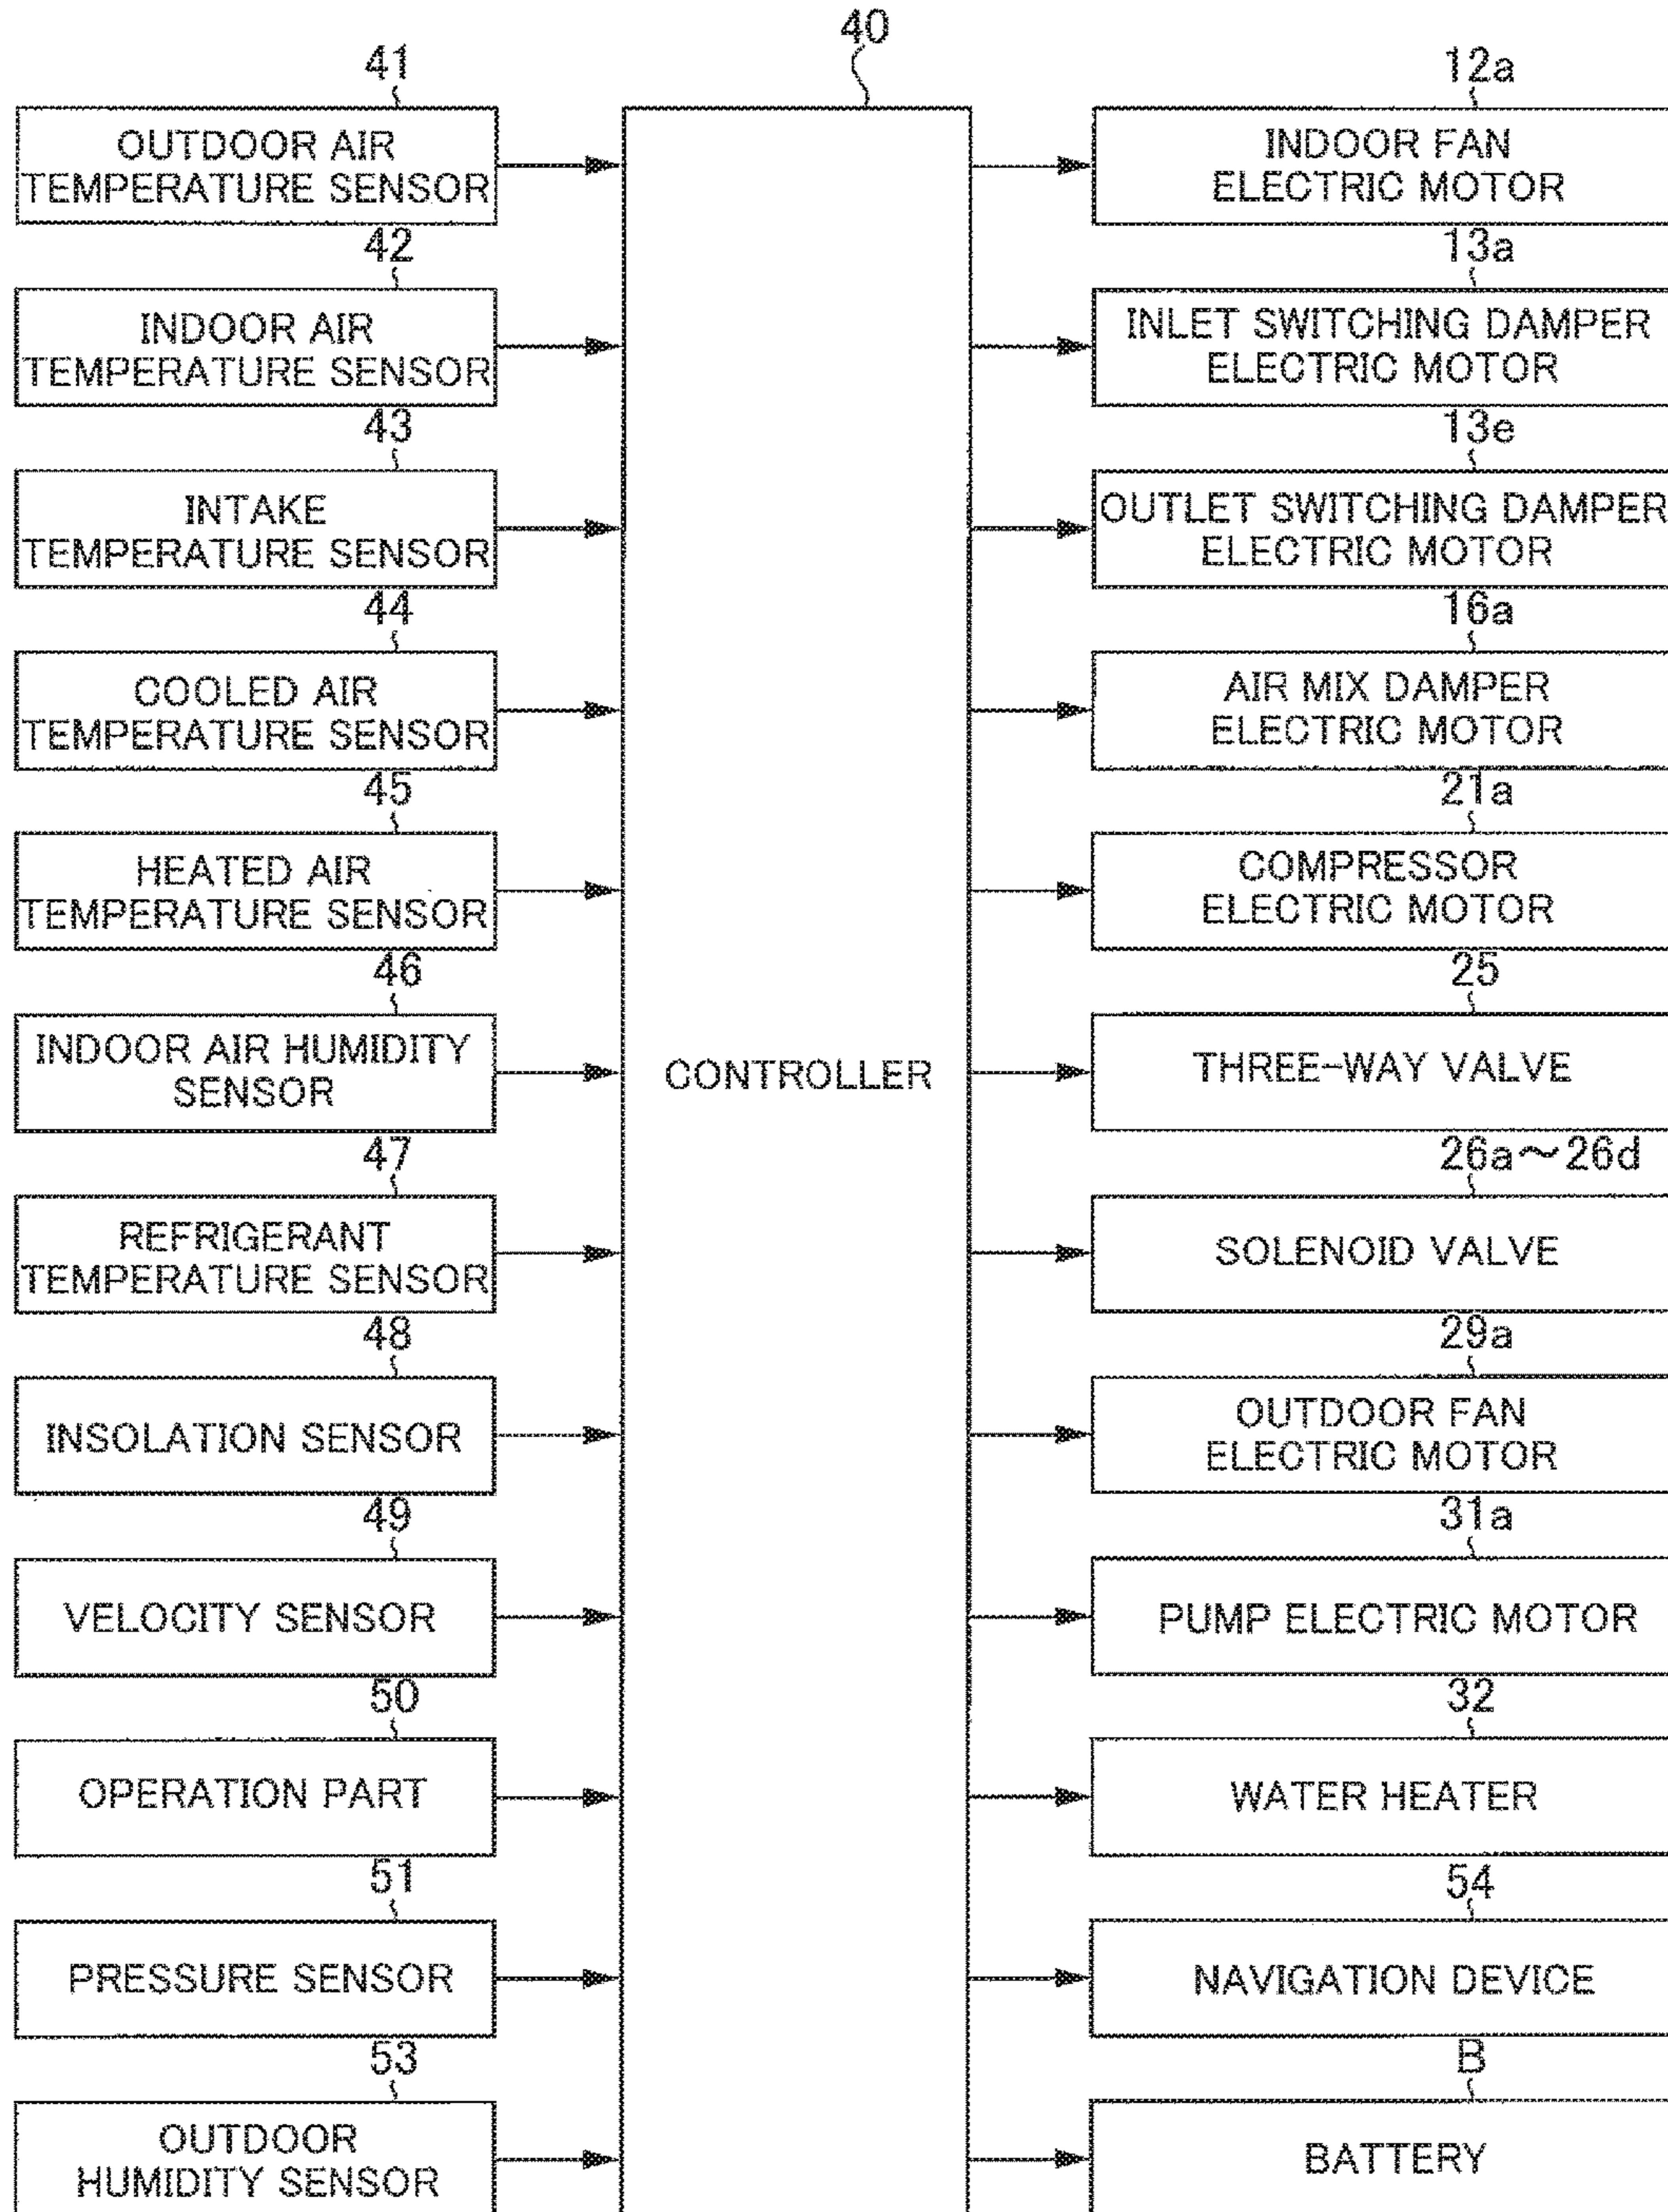 40
41
OUTDOOR AIR
TEMPERATURE SENSOR
42
INDOOR AIR
TEMPERATURE SENSOR
43
INTAKE
TEMPERATURE SENSOR
44
COOLED AIR
TEMPERATURE SENSOR
45
HEATED AIR
TEMPERATURE SENSOR
46
INDOOR AIR HUMIDITY
SENSOR
47
REFRIGERANT
TEMPERATURE SENSOR
48
INSOLATION SENSOR
49
VELOCITY SENSOR
50
OPERATION PART
51
PRESSURE SENSOR
53
OUTDOOR
HUMIDITY SENSOR
CONTROLLER
12a
INDOOR FAN
ELECTRIC MOTOR
13a
INLET SWITCHING DAMPER
ELECTRIC MOTOR
13e
OUTLET SWITCHING DAMPER
ELECTRIC MOTOR
16a
AIR MIX DAMPER
ELECTRIC MOTOR
21a
COMPRESSOR
ELECTRIC MOTOR
25
THREE-WAY VALVE
26a～26d
SOLENOID VALVE
29a
OUTDOOR FAN
ELECTRIC MOTOR
31a
PUMP ELECTRIC MOTOR
32
WATER HEATER
54
NAVIGATION DEVICE
B
BATTERY